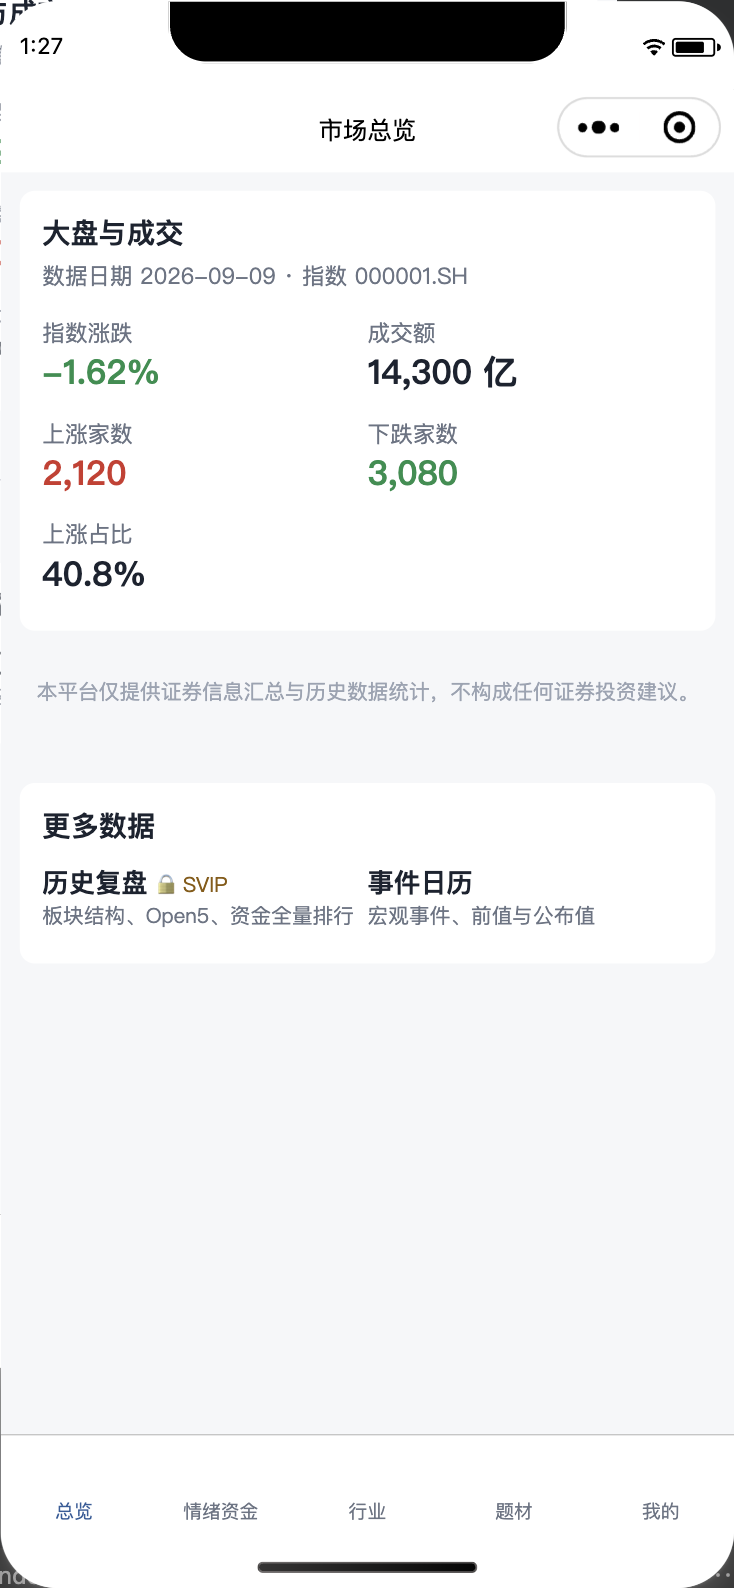 1:27
市场总览
大盘与成交
数据日期 2026-09-09 · 指数 000001.SH
指数涨跌 成交额
-1.62% 14,300 亿
上涨家数 下跌家数
2,120 3,080
上涨占比
40.8%
本平台仅提供证券信息汇总与历史数据统计，不构成任何证券投资建议。
更多数据
历史复盘 🔒 SVIP 事件日历
板块结构、Open5、资金全量排行 宏观事件、前值与公布值
总览 情绪资金 行业 题材 我的